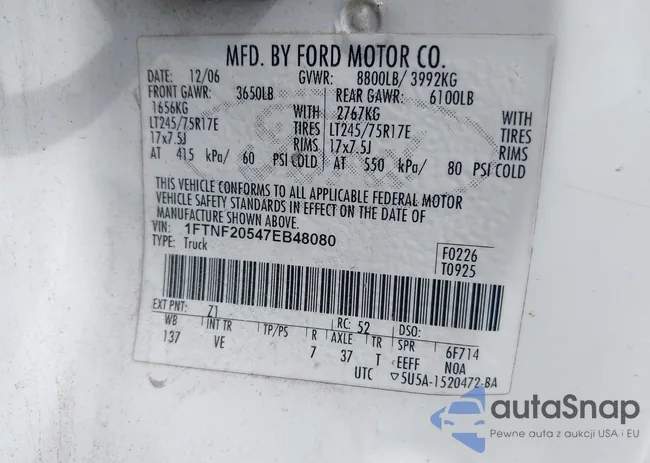 MFD. BY FORD MOTOR CO.
DATE: 12/06 GVWR: 8800LB/ 3992KG
FRONT GAWR: 3650LB REAR GAWR: 6100LB
1656KG WITH 2767KG WITH
LT245/75R17E TIRES LT245/75R17E TIRES
17x7.5J RIMS 17x7.5J RIMS
AT 415 kPa/ 60 PSI COLD AT 550 kPa/ 80 PSI COLD
THIS VEHICLE CONFORMS TO ALL APPLICABLE FEDERAL MOTOR
VEHICLE SAFETY STANDARDS IN EFFECT ON THE DATE OF
MANUFACTURE SHOWN ABOVE.
VIN: 1FTNF20547EB48080
TYPE: Truck
F0226
T0925
EXT PNT: Z1 RC: 52 DSO:
WB INT TR TP/PS R AXLE TR SPR 6F714
137 VE 7 37 T EEFF NOA
UTC 5U5A-1520472-BA
autaSnap
Pewne auta z aukcji USA i EU